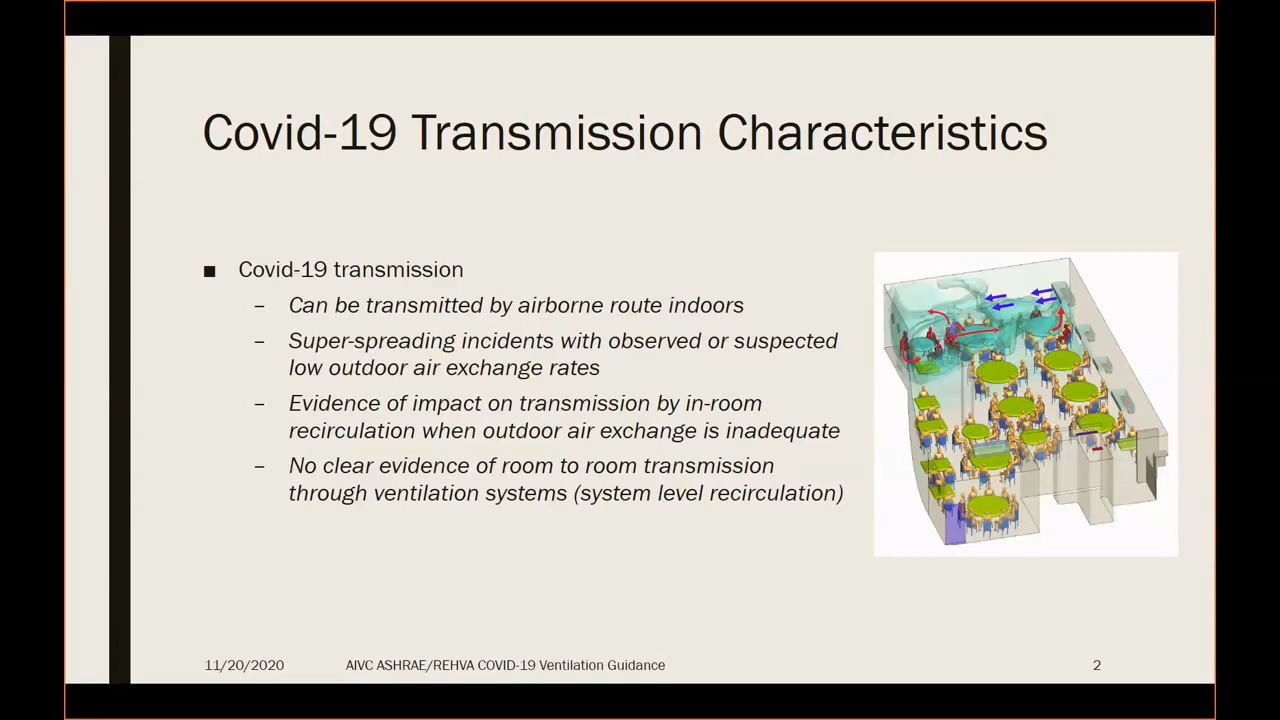 Covid-19 Transmission Characteristics
■ Covid-19 transmission
– Can be transmitted by airborne route indoors
– Super-spreading incidents with observed or suspected
low outdoor air exchange rates
– Evidence of impact on transmission by in-room
recirculation when outdoor air exchange is inadequate
– No clear evidence of room to room transmission
through ventilation systems (system level recirculation)
11/20/2020 AIVC ASHRAE/REHVA COVID-19 Ventilation Guidance 2